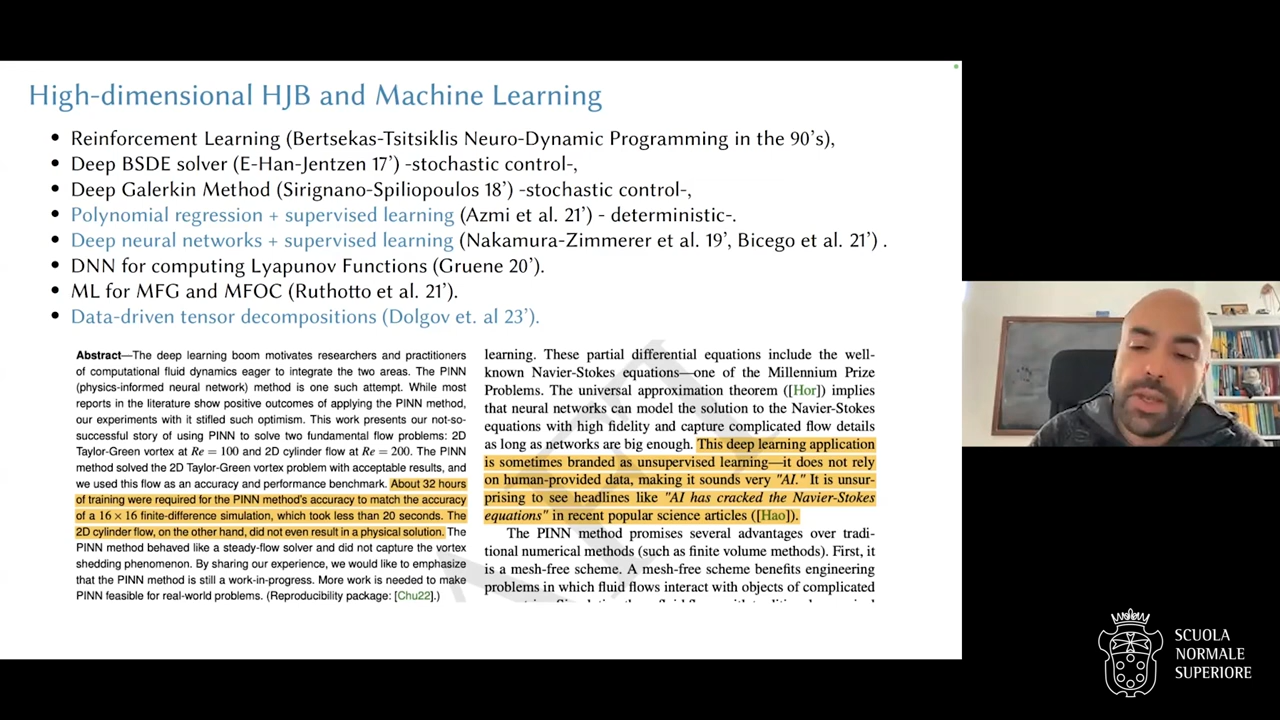 High-dimensional HJB and Machine Learning
• Reinforcement Learning (Bertsekas-Tsitsiklis Neuro-Dynamic Programming in the 90's),
• Deep BSDE solver (E-Han-Jentzen 17') -stochastic control-,
• Deep Galerkin Method (Sirignano-Spiliopoulos 18') -stochastic control-,
• Polynomial regression + supervised learning (Azmi et al. 21') - deterministic-.
• Deep neural networks + supervised learning (Nakamura-Zimmerer et al. 19', Bicego et al. 21') .
• DNN for computing Lyapunov Functions (Gruene 20').
• ML for MFG and MFOC (Ruthotto et al. 21').
• Data-driven tensor decompositions (Dolgov et. al 23').
Abstract—The deep learning boom motivates researchers and practitioners
of computational fluid dynamics eager to integrate the two areas. The PINN
(physics-informed neural network) method is one such attempt. While most
reports in the literature show positive outcomes of applying the PINN method,
our experiments with it stifled such optimism. This work presents our not-so-
successful story of using PINN to solve two fundamental flow problems: 2D
Taylor-Green vortex at Re = 100 and 2D cylinder flow at Re = 200. The PINN
method solved the 2D Taylor-Green vortex problem with acceptable results, and
we used this flow as an accuracy and performance benchmark. About 32 hours
of training were required for the PINN method's accuracy to match the accuracy
of a 16 × 16 finite-difference simulation, which took less than 20 seconds. The
2D cylinder flow, on the other hand, did not even result in a physical solution. The
PINN method behaved like a steady-flow solver and did not capture the vortex
shedding phenomenon. By sharing our experience, we would like to emphasize
that the PINN method is still a work-in-progress. More work is needed to make
PINN feasible for real-world problems. (Reproducibility package: [Chu22].)
learning. These partial differential equations include the well-
known Navier-Stokes equations—one of the Millennium Prize
Problems. The universal approximation theorem ([Hor]) implies
that neural networks can model the solution to the Navier-Stokes
equations with high fidelity and capture complicated flow details
as long as networks are big enough. This deep learning application
is sometimes branded as unsupervised learning—it does not rely
on human-provided data, making it sounds very "AI." It is unsur-
prising to see headlines like "AI has cracked the Navier-Stokes
equations" in recent popular science articles ([Hao]).
The PINN method promises several advantages over tradi-
tional numerical methods (such as finite volume methods). First, it
is a mesh-free scheme. A mesh-free scheme benefits engineering
problems in which fluid flows interact with objects of complicated
SCUOLA
NORMALE
SUPERIORE